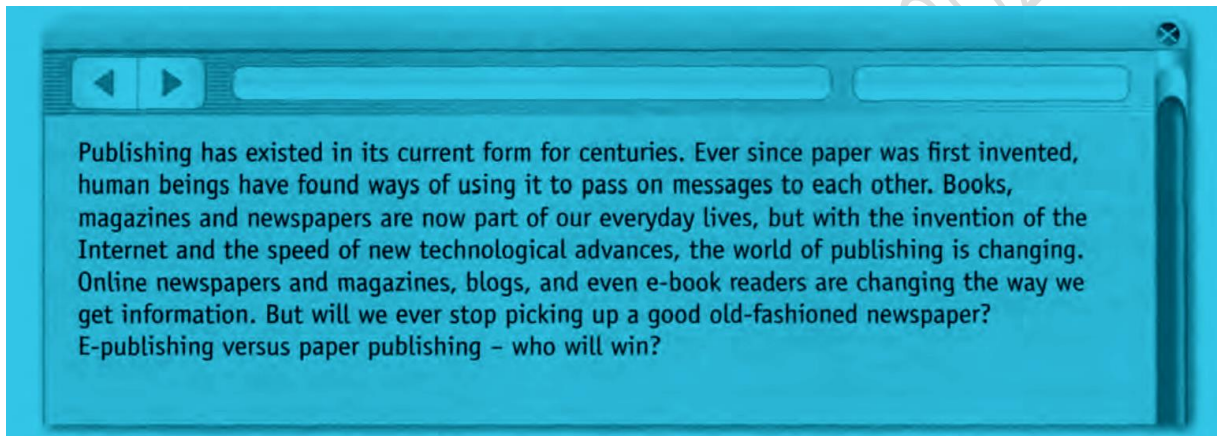 Publishing has existed in its current form for centuries. Ever since paper was first invented,
human beings have found ways of using it to pass on messages to each other. Books,
magazines and newspapers are now part of our everyday lives, but with the invention of the
Internet and the speed of new technological advances, the world of publishing is changing.
Online newspapers and magazines, blogs, and even e-book readers are changing the way we
get information. But will we ever stop picking up a good old-fashioned newspaper?
E-publishing versus paper publishing – who will win?